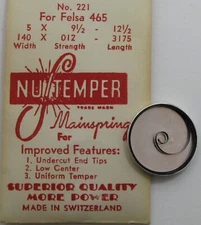 No. 221
For Felsa 465
5 X 9½ - 12½
140 X 012 · 3175
Width Strength Length
NU-TEMPER
TRADE MARK
Mainspring
For
Improved Features:
1. Undercut End Tips
2. Low Center
3. Uniform Temper
SUPERIOR QUALITY
MORE POWER
MADE IN SWITZERLAND